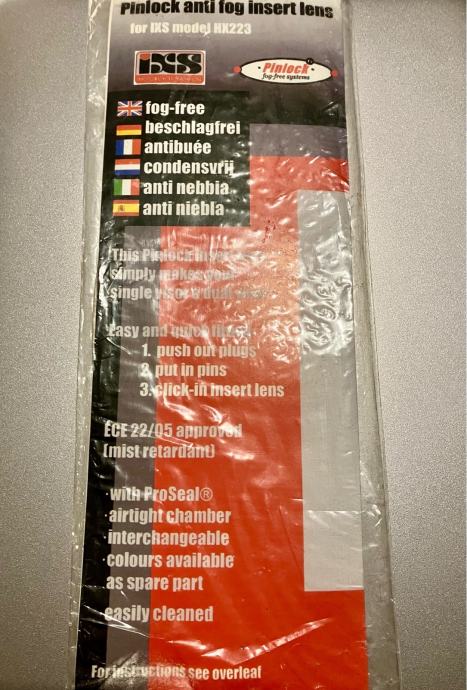 Pinlock anti fog insert lens
for IXS model HX223
iXS
Pinlock
fog-free systems
fog-free
beschlagfrei
antibuée
condensvrij
anti nebbia
anti niebla
This Pinlock
simply makes your
single visor a dual
Easy and quick
1. push out plugs
2. put in pins
3. click-in insert lens
ECE 22/05 approved
(mist retardant)
·with ProSeal®
·airtight chamber
·interchangeable
·colours available
as spare part
easily cleaned
For instructions see overleaf